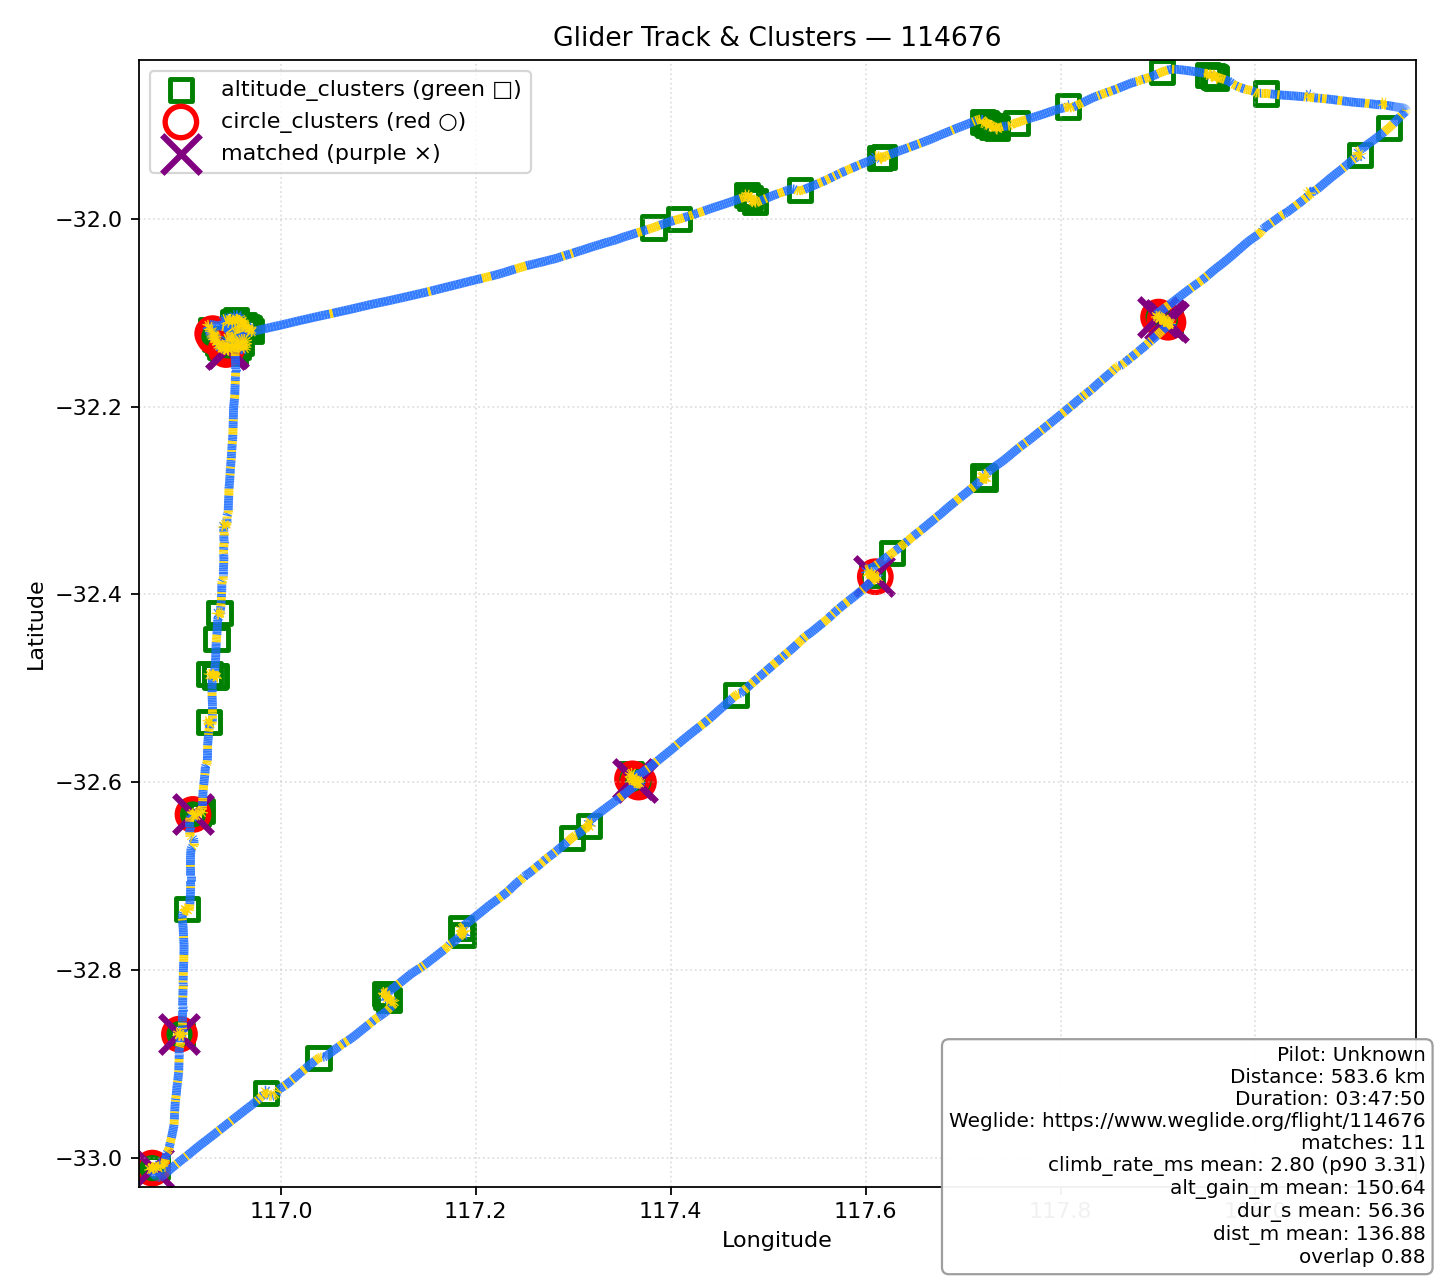 Glider Track & Clusters — 114676
altitude_clusters (green □)
circle_clusters (red ○)
matched (purple ×)
−32.0
−32.2
−32.4
−32.6
−32.8
−33.0
Latitude
117.0
117.2
117.4
117.6
117.8
Longitude
Pilot: Unknown
Distance: 583.6 km
Duration: 03:47:50
Weglide: https://www.weglide.org/flight/114676
matches: 11
climb_rate_ms mean: 2.80 (p90 3.31)
alt_gain_m mean: 150.64
dur_s mean: 56.36
dist_m mean: 136.88
overlap 0.88